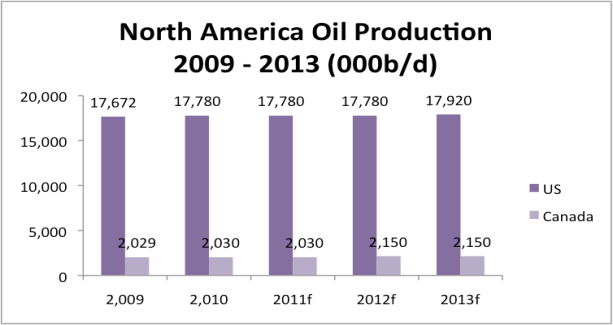 North America Oil Production
2009 - 2013 (000b/d)
20,000
15,000
10,000
5,000
0
17,672
17,780
17,780
17,780
17,920
2,029
2,030
2,030
2,150
2,150
2,009
2,010
2011f
2012f
2013f
US
Canada